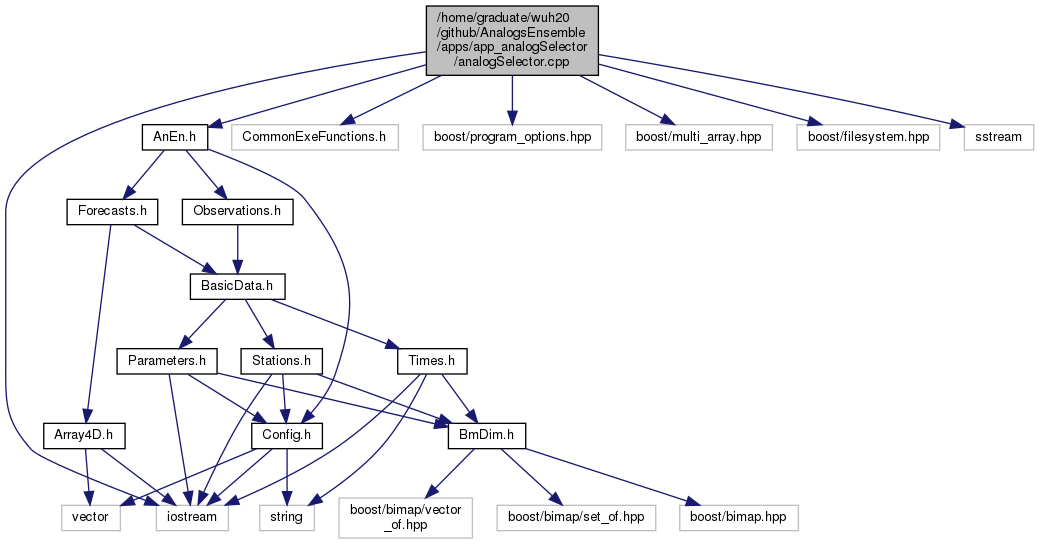 /home/graduate/wuh20
/github/AnalogsEnsemble
/apps/app_analogSelector
/analogSelector.cpp
AnEn.h
CommonExeFunctions.h
boost/program_options.hpp
boost/multi_array.hpp
boost/filesystem.hpp
sstream
Forecasts.h
Observations.h
BasicData.h
Parameters.h
Stations.h
Times.h
Array4D.h
Config.h
BmDim.h
vector
iostream
string
boost/bimap/vector
_of.hpp
boost/bimap/set_of.hpp
boost/bimap.hpp